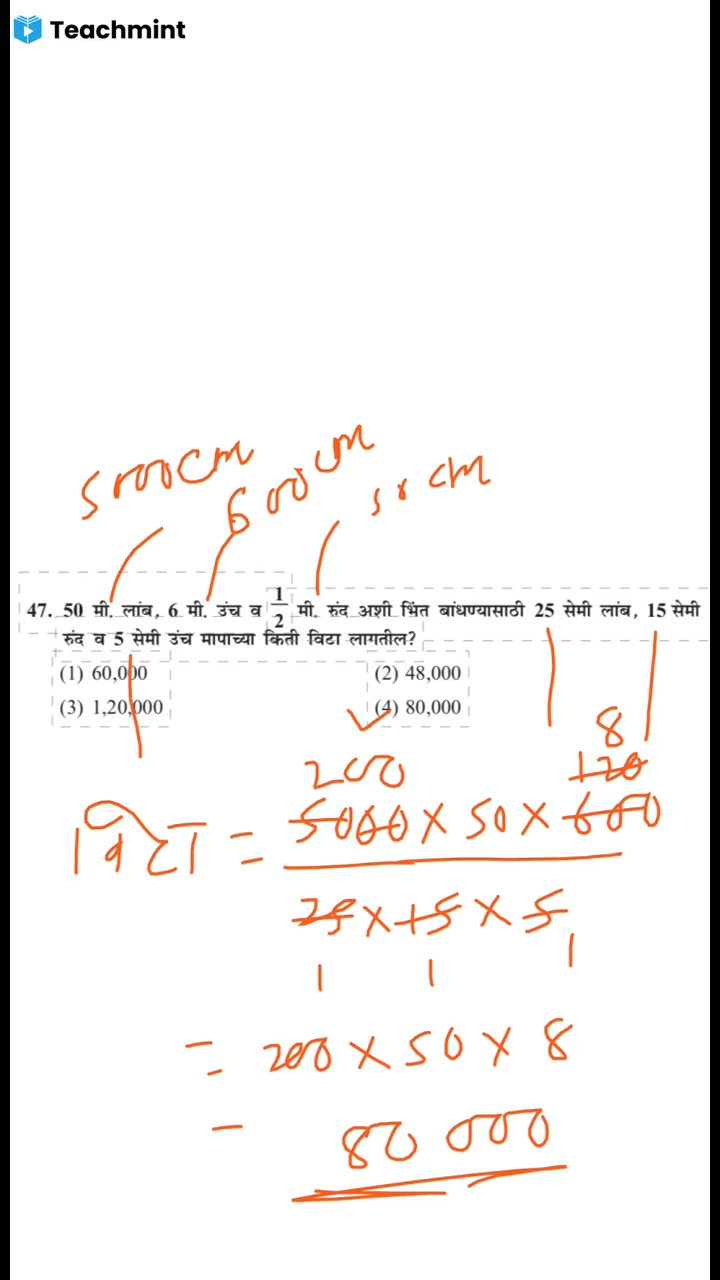 Teachmint
5000cm
600cm
50 cm
47. 50 मी. लांब, 6 मी. उंच व 1/2 मी. रुंद अशी भिंत बांधण्यासाठी 25 सेमी लांब, 15 सेमी
रुंद व 5 सेमी उंच मापाच्या किती विटा लागतील?
(1) 60,000 (2) 48,000
(3) 1,20,000 (4) 80,000
8
200 120
विटा = 5000 × 50 × 600
25 × 15 × 5
1 1 1
= 200 × 50 × 8
= 80 000